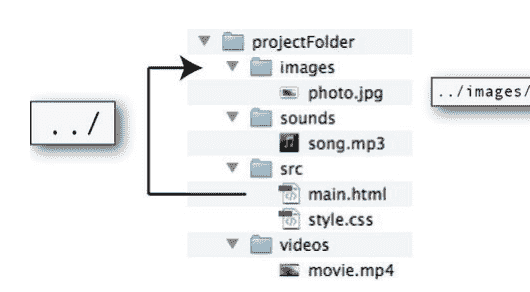 projectFolder
images
photo.jpg
../images/
../
sounds
song.mp3
src
main.html
style.css
videos
movie.mp4